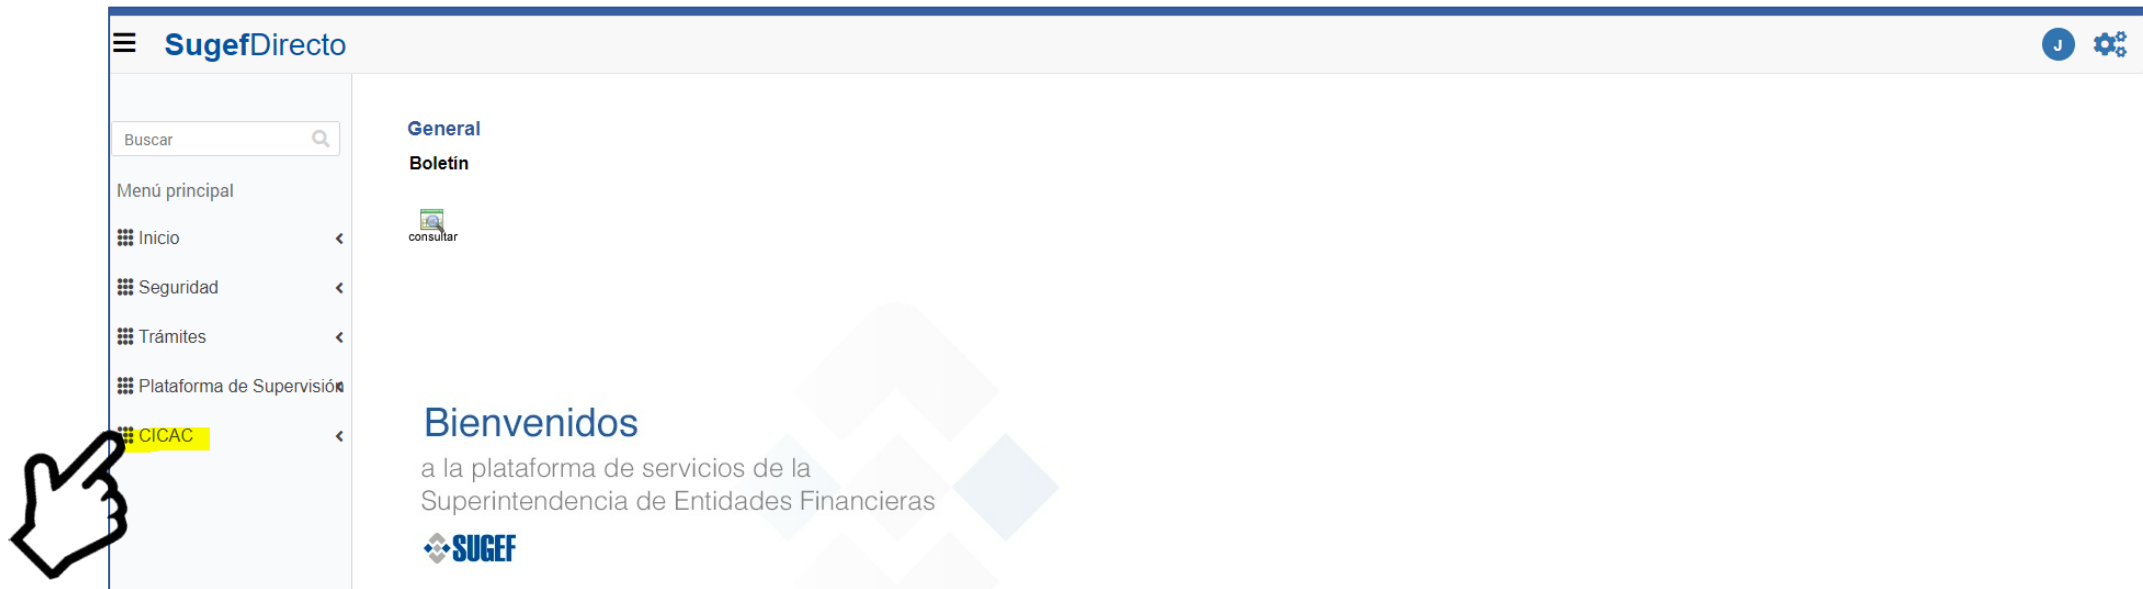 SugefDirecto
J
Buscar
Menú principal
Inicio
Seguridad
Trámites
Plataforma de Supervisión
CICAC
General
Boletín
consultar
Bienvenidos
a la plataforma de servicios de la
Superintendencia de Entidades Financieras
SUGEF